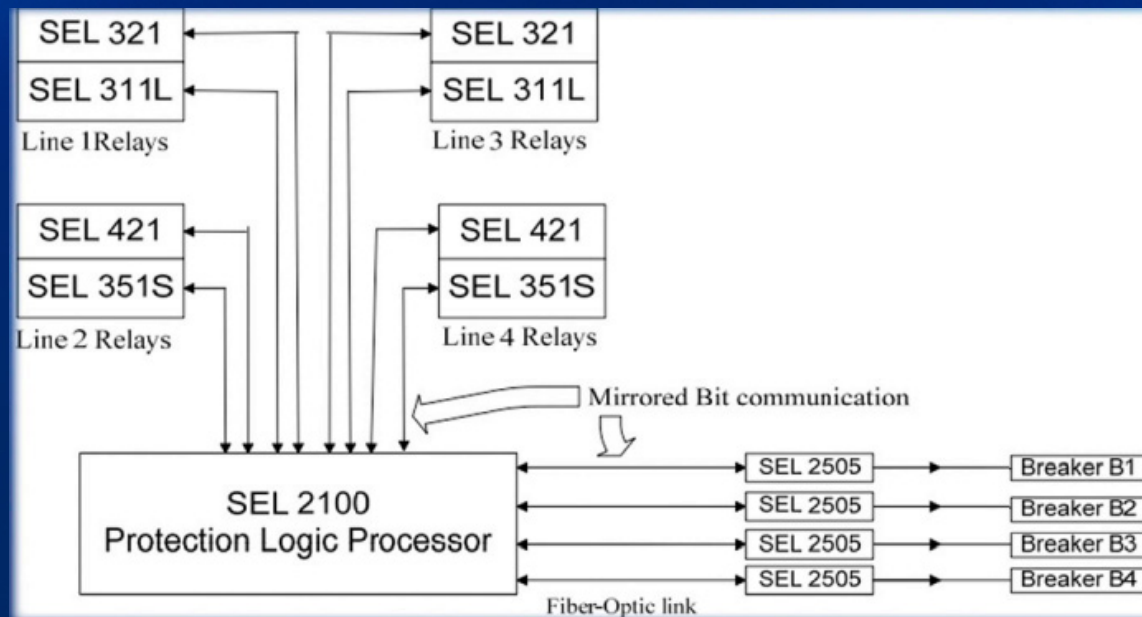 SEL 321
SEL 311L
Line 1Relays
SEL 321
SEL 311L
Line 3 Relays
SEL 421
SEL 351S
Line 2 Relays
SEL 421
SEL 351S
Line 4 Relays
Mirrored Bit communication
SEL 2100
Protection Logic Processor
SEL 2505
Breaker B1
SEL 2505
Breaker B2
SEL 2505
Breaker B3
SEL 2505
Breaker B4
Fiber-Optic link